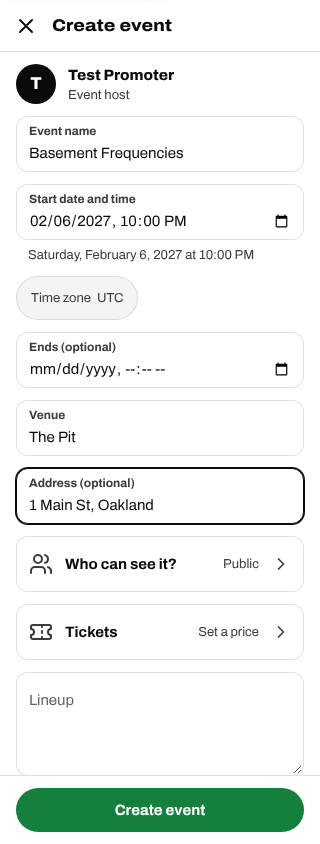 Create event
T
Test Promoter
Event host
Event name
Basement Frequencies
Start date and time
02/06/2027, 10:00 PM
Saturday, February 6, 2027 at 10:00 PM
Time zone UTC
Ends (optional)
mm/dd/yyyy, --:-- --
Venue
The Pit
Address (optional)
1 Main St, Oakland
Who can see it? Public
Tickets Set a price
Lineup
Create event